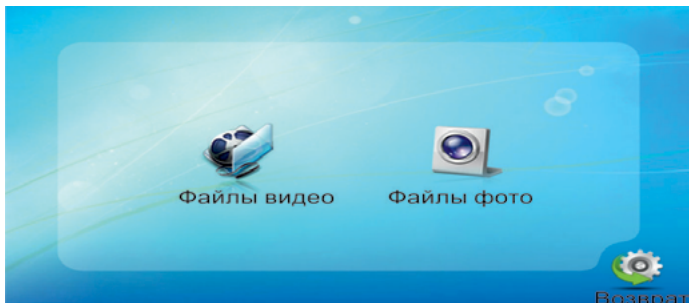 Файлы видео Файлы фото
Возврат